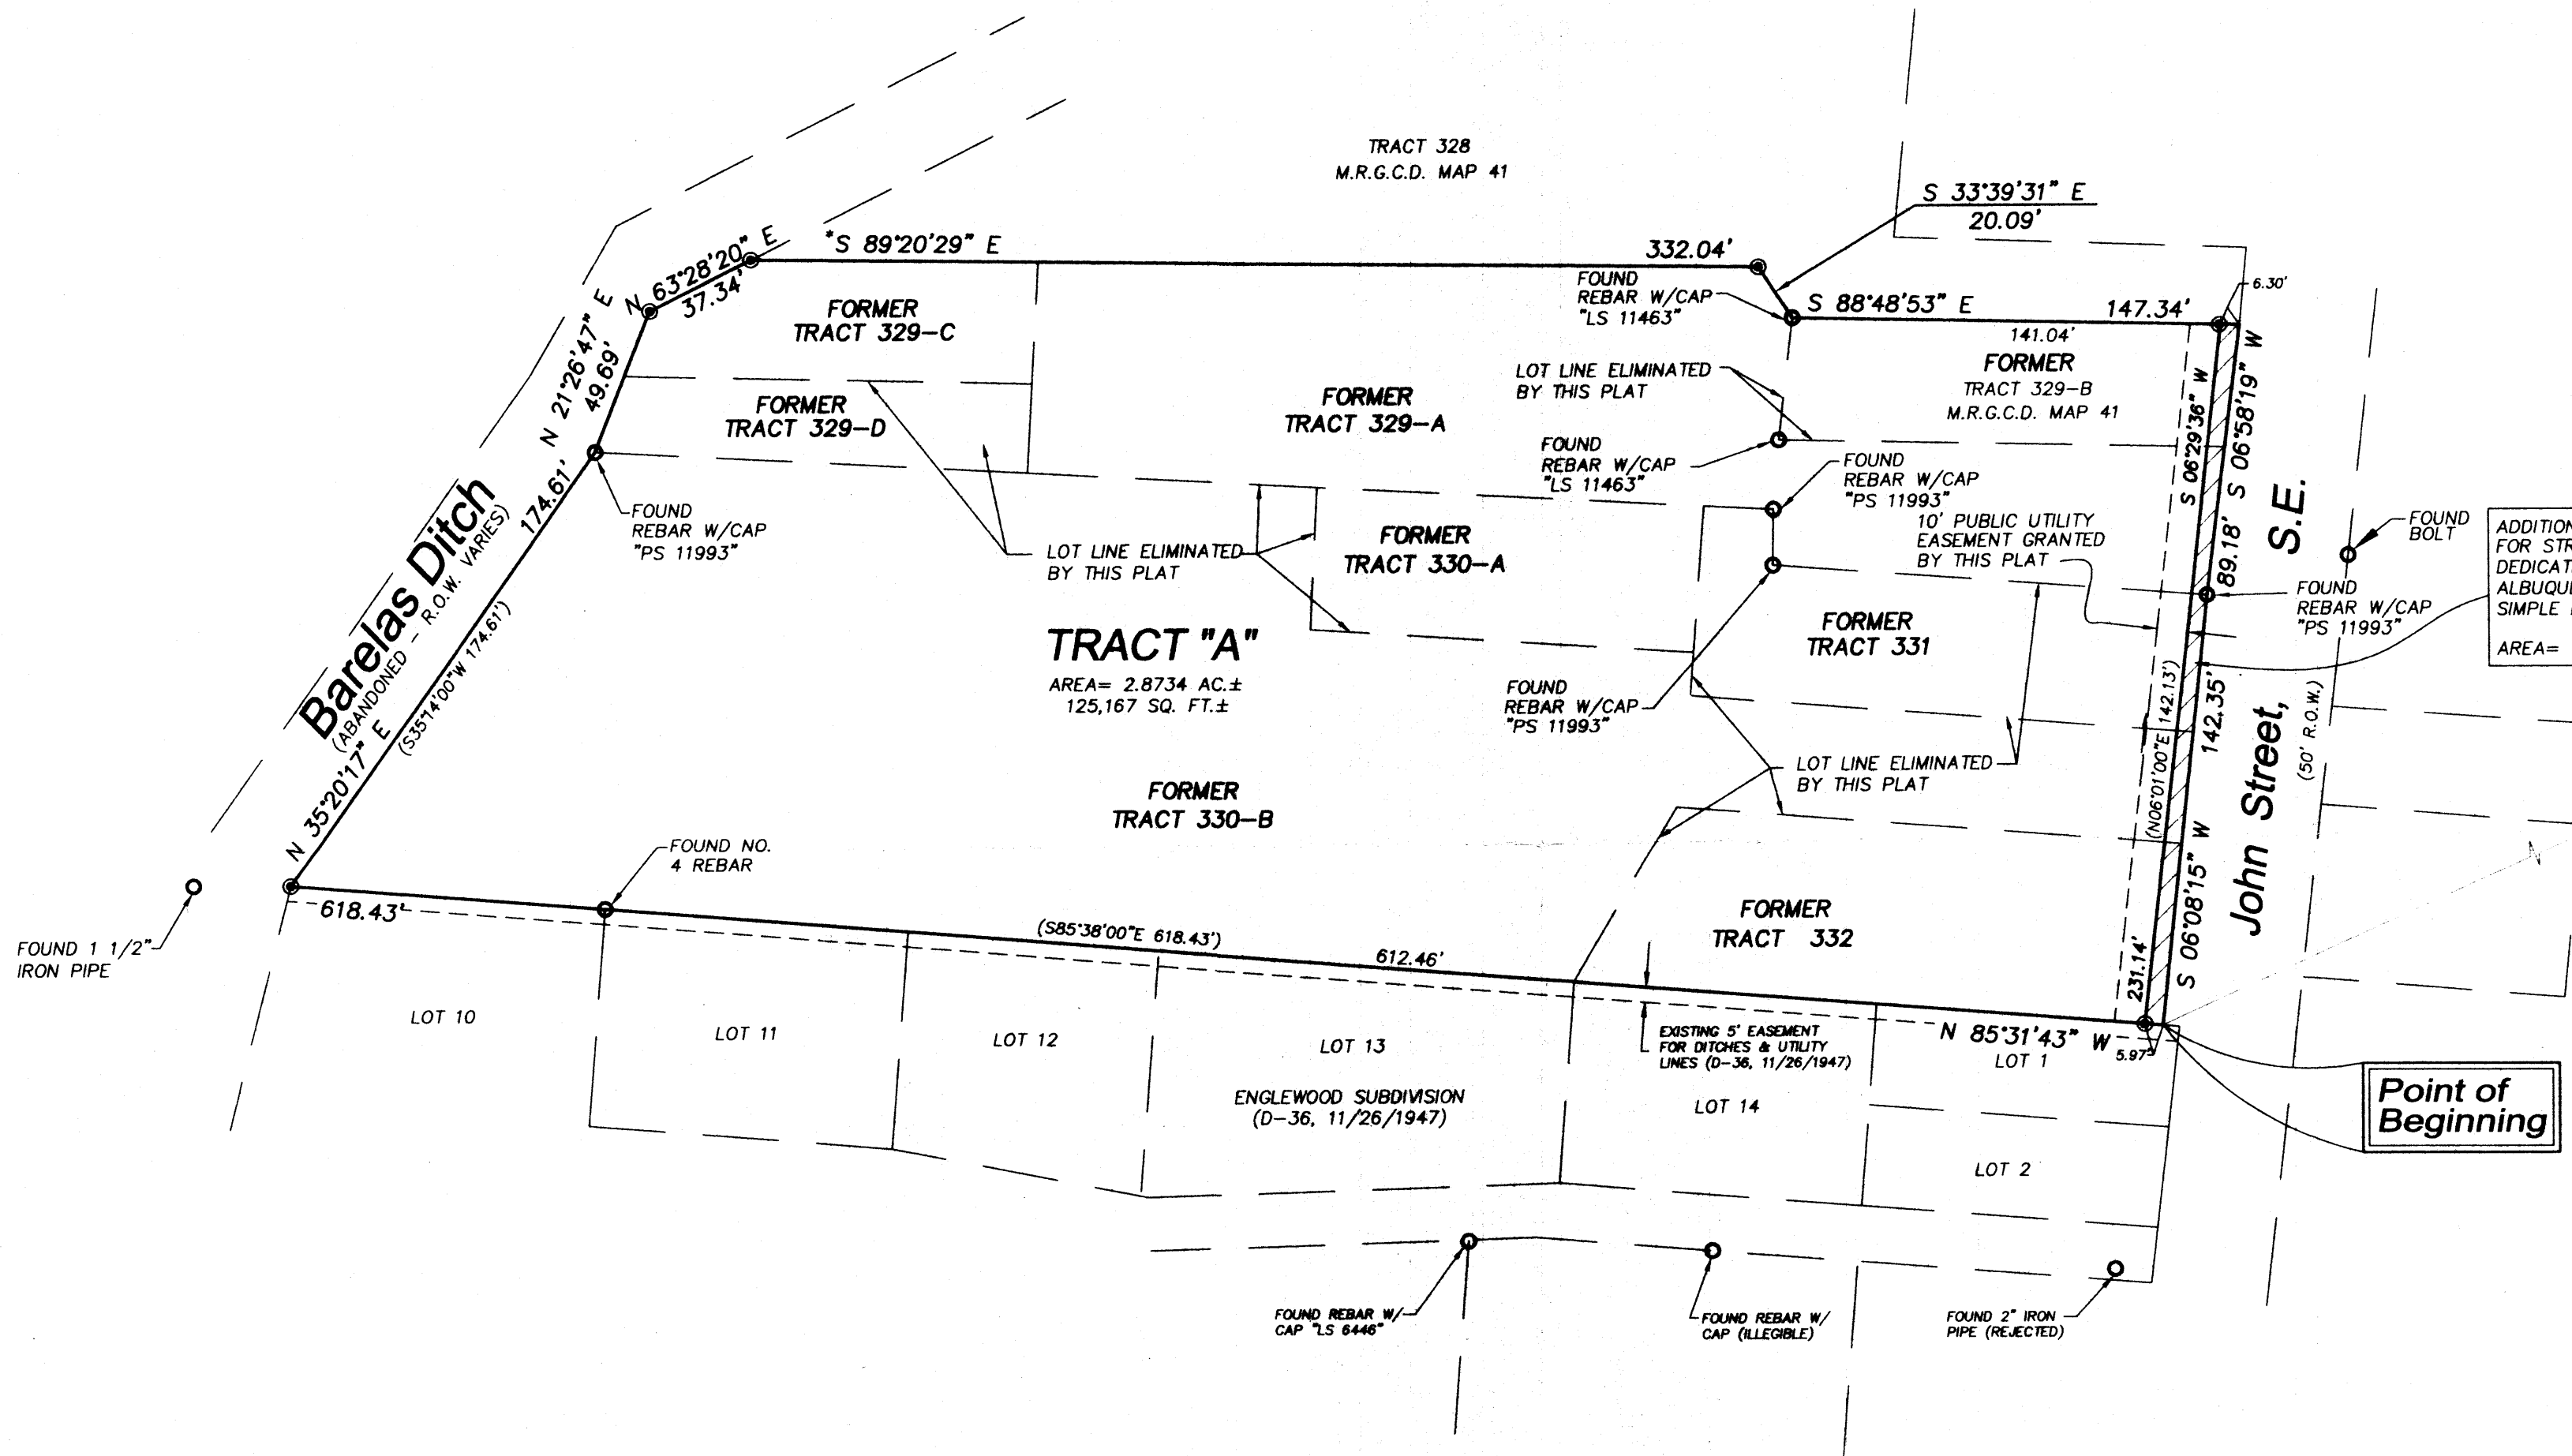 TRACT 328
M.R.G.C.D. MAP 41
S 33°39'31" E
20.09'
N 63°28'20" E
37.34'
*S 89°20'29" E
332.04'
FOUND
REBAR W/CAP
"LS 11463"
S 88°48'53" E
147.34'
141.04'
6.30'
N 21°26'47" E
49.69'
FORMER
TRACT 329-C
FORMER
TRACT 329-D
FORMER
TRACT 329-A
LOT LINE ELIMINATED
BY THIS PLAT
FORMER
TRACT 329-B
M.R.G.C.D. MAP 41
S 06°29'36" W
S 06°58'19" W
89.18'
FOUND
REBAR W/CAP
"LS 11463"
FOUND
REBAR W/CAP
"PS 11993"
10' PUBLIC UTILITY
EASEMENT GRANTED
BY THIS PLAT
FOUND
BOLT
FOUND
REBAR W/CAP
"PS 11993"
ADDITION
FOR STR
DEDICAT
ALBUQU
SIMPLE
AREA=
Barelas Ditch
(ABANDONED - R.O.W. VARIES)
174.61'
N 35°20'17" E
(S35°14'00"W 174.61')
FOUND
REBAR W/CAP
"PS 11993"
LOT LINE ELIMINATED
BY THIS PLAT
FORMER
TRACT 330-A
TRACT "A"
AREA= 2.8734 AC.±
125,167 SQ. FT.±
FORMER
TRACT 331
FOUND
REBAR W/CAP
"PS 11993"
LOT LINE ELIMINATED
BY THIS PLAT
FORMER
TRACT 330-B
(N06°01'00"E 142.13')
142.35'
S 06°08'15" W
231.14'
John Street, S.E.
(50' R.O.W.)
FOUND NO.
4 REBAR
FOUND 1 1/2"
IRON PIPE
618.43'
(S85°38'00"E 618.43')
612.46'
FORMER
TRACT 332
N 85°31'43" W
5.97'
EXISTING 5' EASEMENT
FOR DITCHES & UTILITY
LINES (D-36, 11/26/1947)
LOT 10
LOT 11
LOT 12
LOT 13
LOT 14
LOT 1
LOT 2
ENGLEWOOD SUBDIVISION
(D-36, 11/26/1947)
Point of
Beginning
FOUND REBAR W/
CAP "LS 6446"
FOUND REBAR W/
CAP (ILLEGIBLE)
FOUND 2" IRON
PIPE (REJECTED)
N